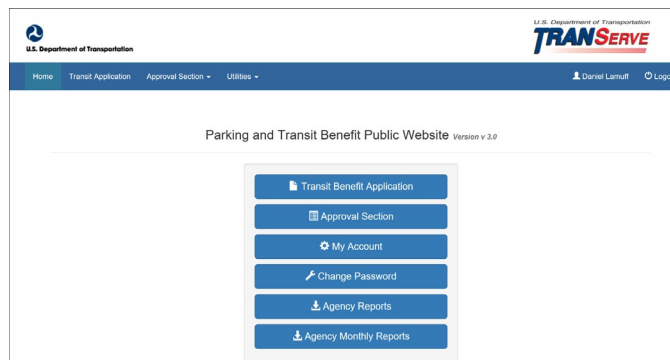 U.S. Department of Transportation
U.S. Department of Transportation
TRANSERVE
Home Transit Application Approval Section Utilities Daniel Lamuff Logo
Parking and Transit Benefit Public Website Version v 3.0
Transit Benefit Application
Approval Section
My Account
Change Password
Agency Reports
Agency Monthly Reports